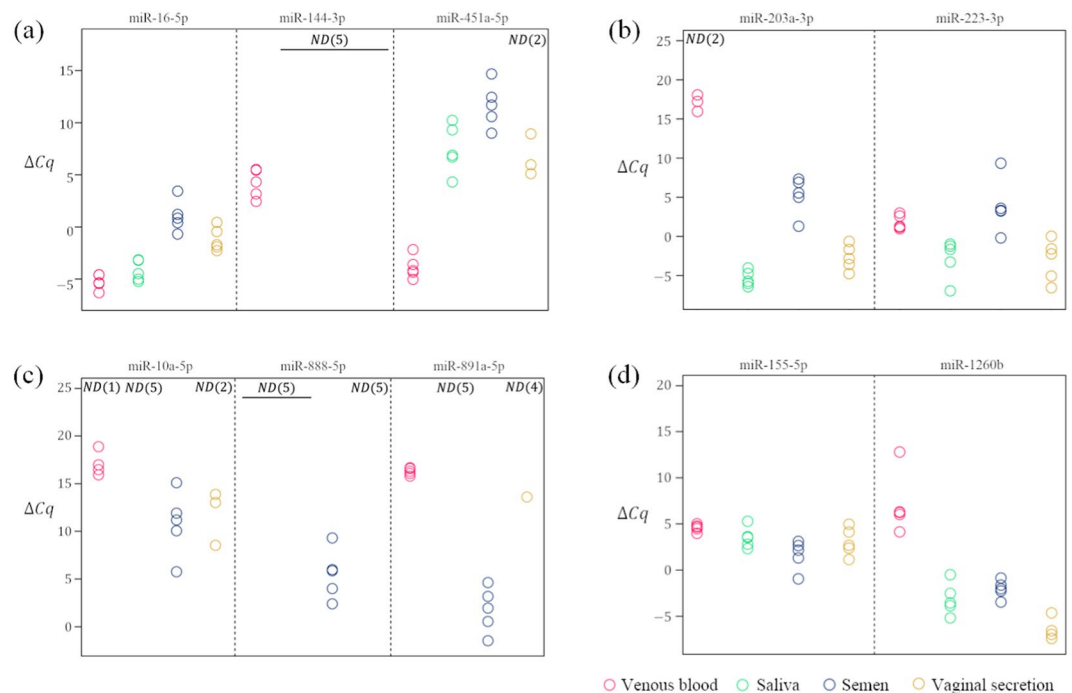 (a)
miR-16-5p miR-144-3p miR-451a-5p
ND(5) ND(2)
15
10
ΔCq
5
0
−5
(b)
miR-203a-3p miR-223-3p
ND(2)
25
20
15
ΔCq
10
5
0
−5
(c)
miR-10a-5p miR-888-5p miR-891a-5p
ND(1) ND(5) ND(2) ND(5) ND(5) ND(5) ND(4)
25
20
15
ΔCq
10
5
0
(d)
miR-155-5p miR-1260b
20
15
10
ΔCq
5
0
−5
Venous blood Saliva Semen Vaginal secretion